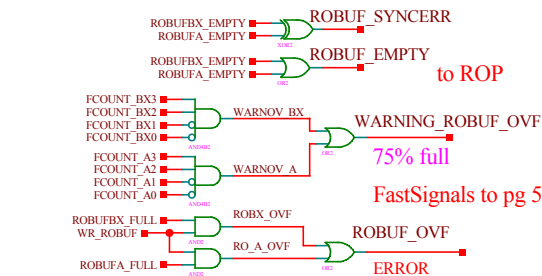 ROBUFBX_EMPTY
ROBUFA_EMPTY
XOR2
ROBUF_SYNCERR
ROBUFBX_EMPTY
ROBUFA_EMPTY
OR2
ROBUF_EMPTY
to ROP
FCOUNT_BX3
FCOUNT_BX2
FCOUNT_BX1
FCOUNT_BX0
AND4B2
WARNOV_BX
FCOUNT_A3
FCOUNT_A2
FCOUNT_A1
FCOUNT_A0
AND4B2
WARNOV_A
OR2
WARNING_ROBUF_OVF
75% full
FastSignals to pg 5
ROBUFBX_FULL
WR_ROBUF
ROBUFA_FULL
AND2
AND2
ROBX_OVF
RO_A_OVF
OR2
ROBUF_OVF
ERROR